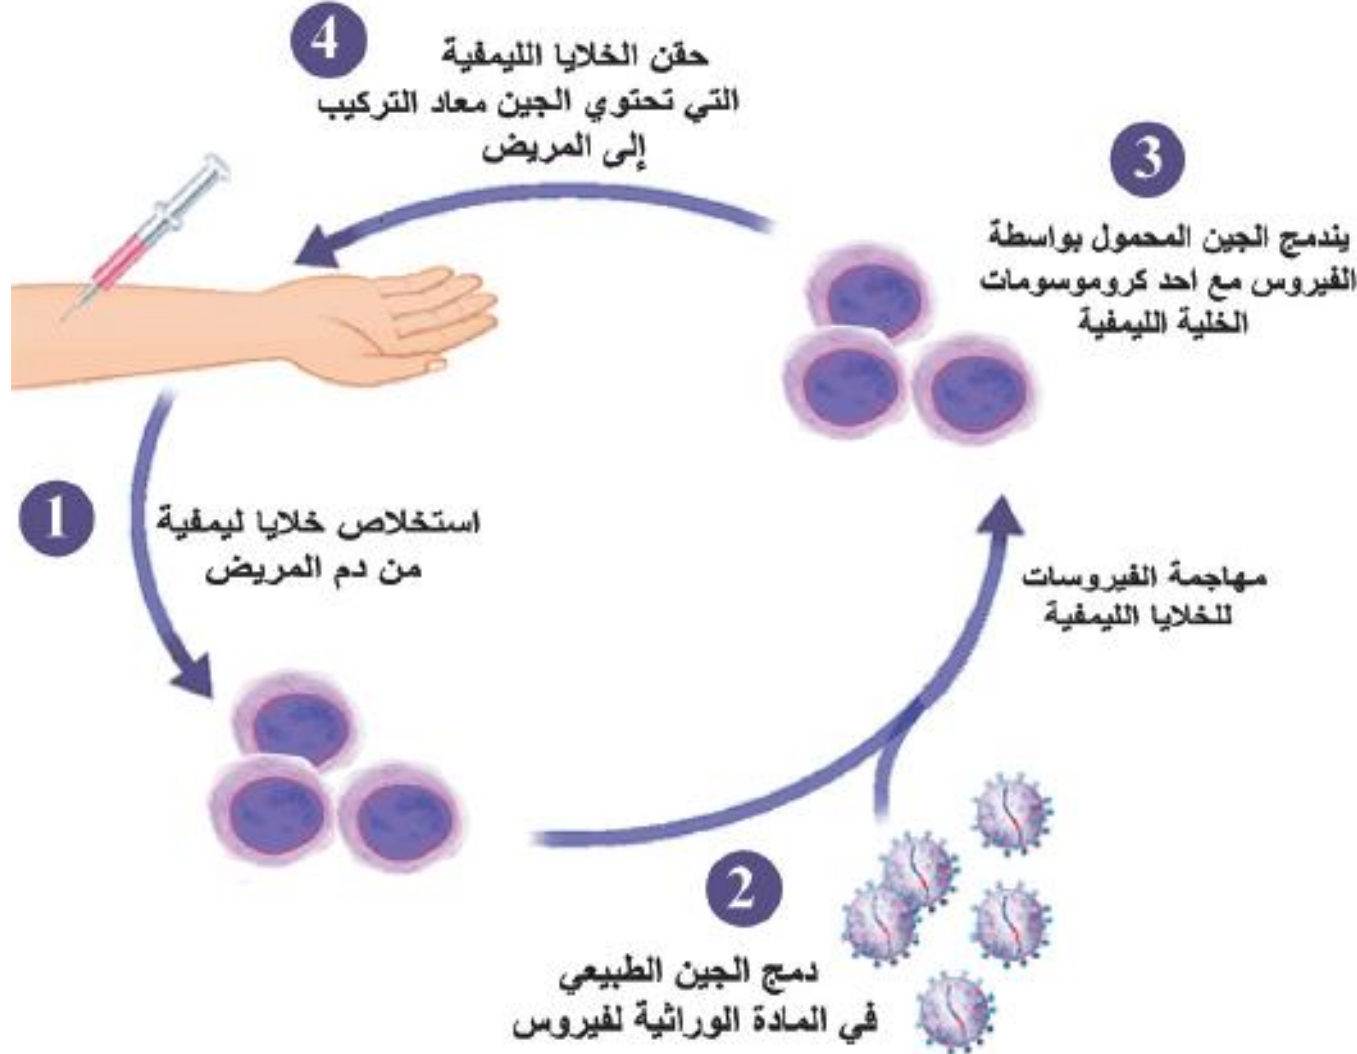 1
استخلاص خلايا ليمفية
من دم المريض
2
دمج الجين الطبيعي
في المادة الوراثية لفيروس
مهاجمة الفيروسات
للخلايا الليمفية
3
يندمج الجين المحمول بواسطة
الفيروس مع احد كروموسومات
الخلية الليمفية
4
حقن الخلايا الليمفية
التي تحتوي الجين معاد التركيب
إلى المريض